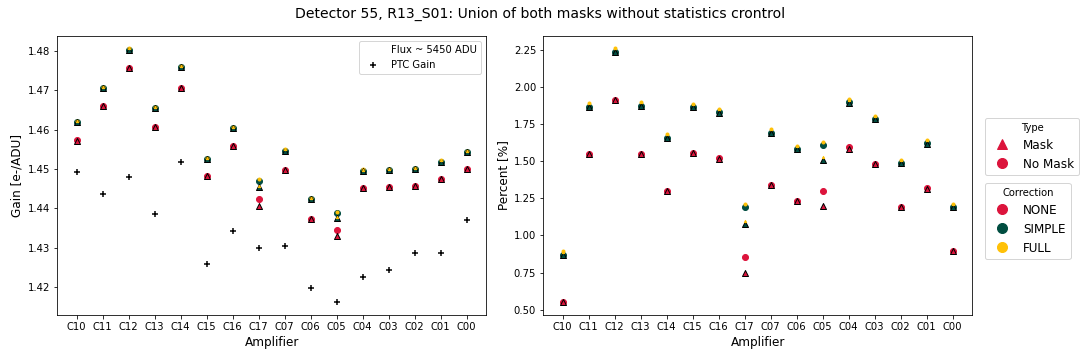 Detector 55, R13_S01: Union of both masks without statistics crontrol
Gain [e-/ADU]
1.48
1.47
1.46
1.45
1.44
1.43
1.42
Flux ~ 5450 ADU
PTC Gain
C10 C11 C12 C13 C14 C15 C16 C17 C07 C06 C05 C04 C03 C02 C01 C00
Amplifier
Percent [%]
2.25
2.00
1.75
1.50
1.25
1.00
0.75
0.50
C10 C11 C12 C13 C14 C15 C16 C17 C07 C06 C05 C04 C03 C02 C01 C00
Amplifier
Type
Mask
No Mask
Correction
NONE
SIMPLE
FULL